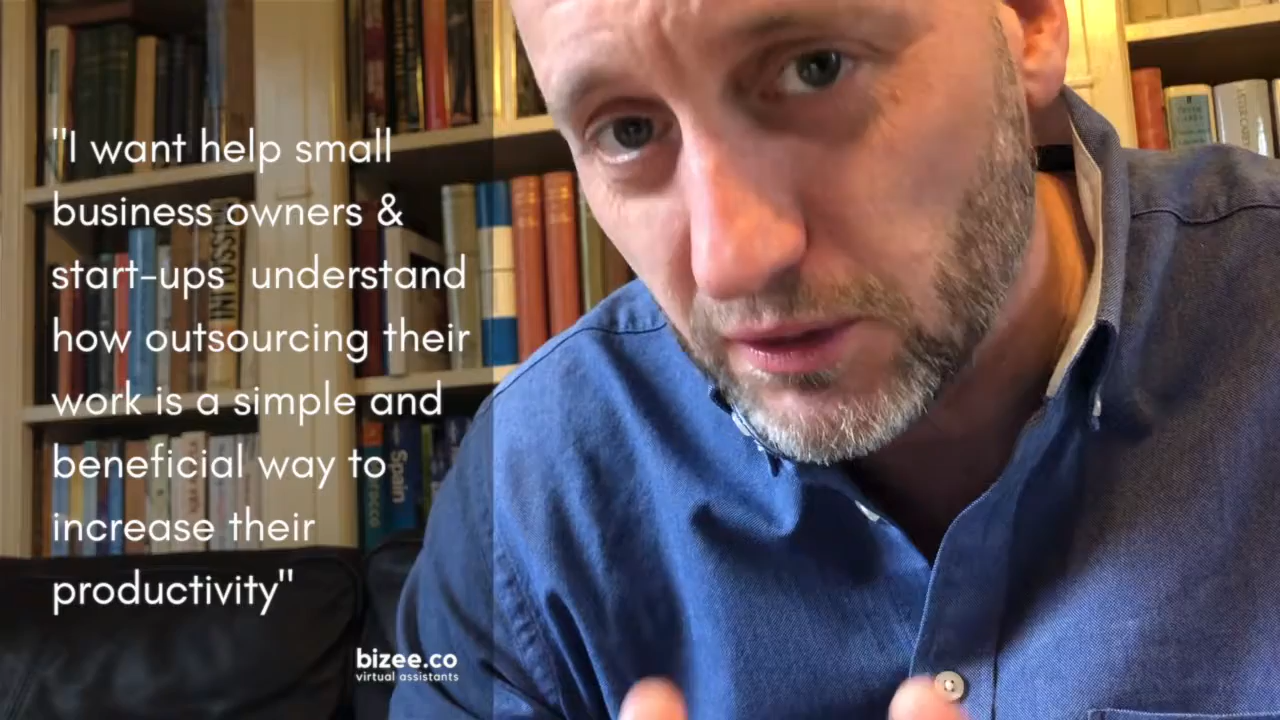 "I want help small
business owners &
start-ups  understand
how outsourcing their
work is a simple and
beneficial way to
increase their
productivity"
bizee.co
virtual assistants
MUSSOLINI
Spain